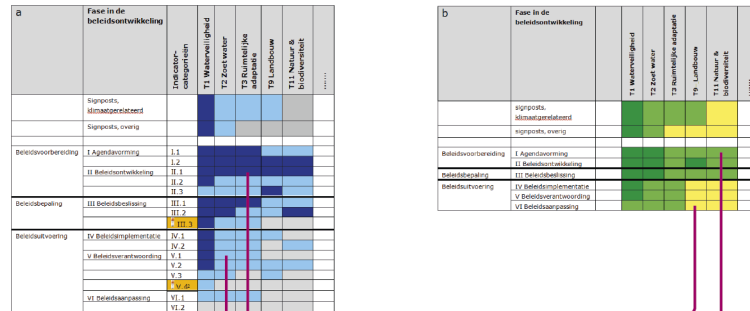 a
Fase in de
beleidsontwikkeling
Indicator-
categorieën
T1 Waterveiligheid
T2 Zoet water
T3 Ruimtelijke
adaptatie
T9 Landbouw
T11 Natuur &
biodiversiteit
......
Signposts,
klimaatgerelateerd
Signposts, overig
Beleidsvoorbereiding I Agendavorming I.1
I.2
II Beleidsontwikkeling II.1
II.2
II.3
Beleidsbepaling III Beleidsbeslissing III.1
III.2
III.3
Beleidsuitvoering IV Beleidsimplementatie IV.1
IV.2
V Beleidsverantwoording V.1
V.2
V.3
VI Beleidsaanpassing VI.1
VI.2
b
Fase in de
beleidsontwikkeling
T1 Waterveiligheid
T2 Zoet water
T3 Ruimtelijke adaptatie
T9 Landbouw
T11 Natuur &
biodiversiteit
......
signposts,
klimaatgerelateerd
signposts, overig
Beleidsvoorbereiding I Agendavorming
II Beleidsontwikkeling
Beleidsbepaling III Beleidsbeslissing
Beleidsuitvoering IV Beleidsimplementatie
V Beleidsverantwoording
VI Beleidsaanpassing